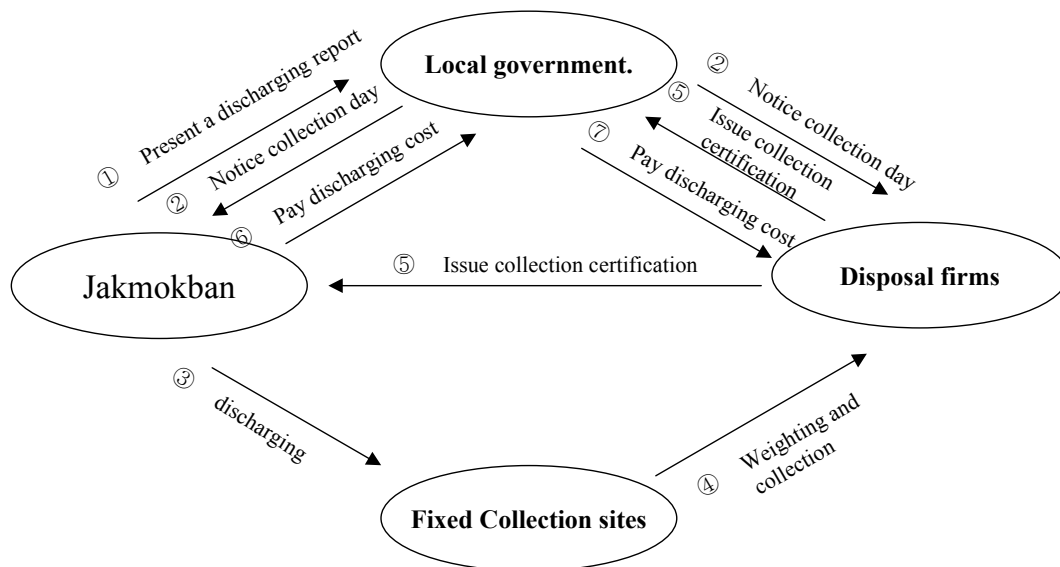 Local government.
① Present a discharging report
② Notice collection day
⑥ Pay discharging cost
② Notice collection day
⑤ Issue collection
certification
⑦ Pay discharging cost
Jakmokban
⑤ Issue collection certification
Disposal firms
③ discharging
④ Weighting and
collection
Fixed Collection sites